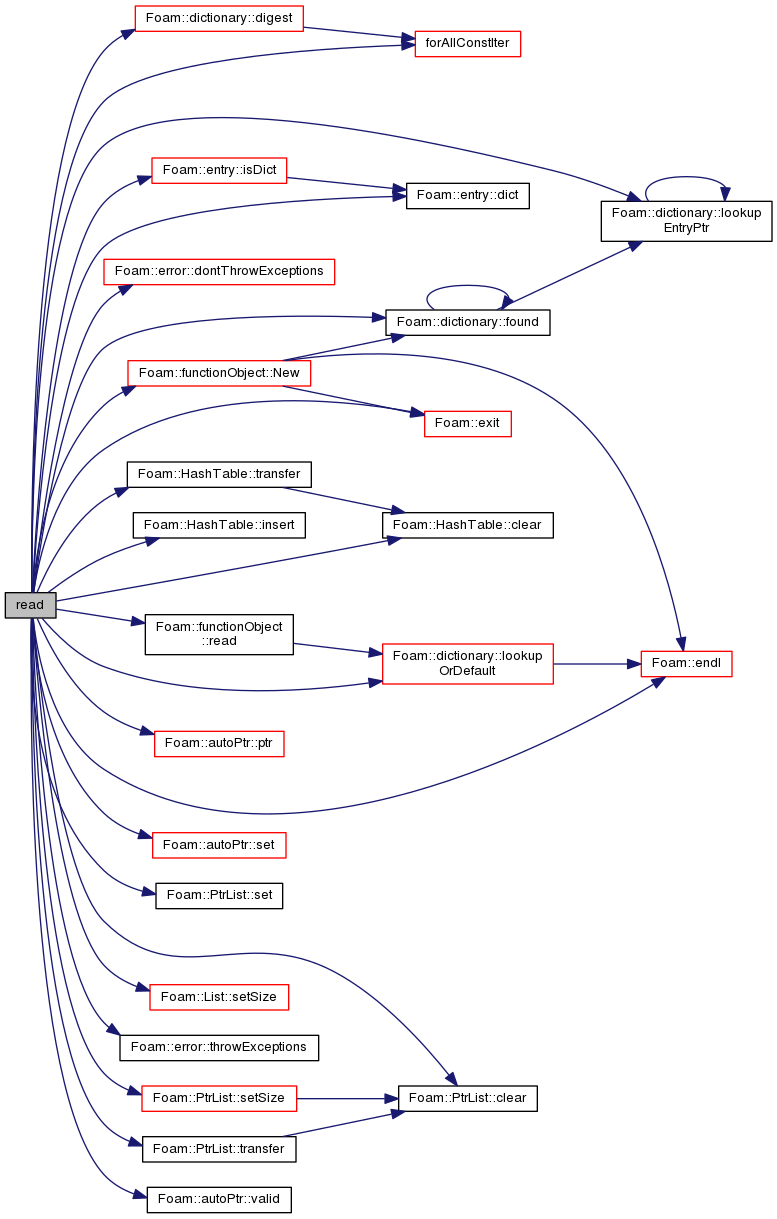 Foam::dictionary::digest
forAllConstIter
Foam::entry::isDict
Foam::entry::dict
Foam::dictionary::lookup
EntryPtr
Foam::error::dontThrowExceptions
Foam::dictionary::found
Foam::functionObject::New
Foam::exit
Foam::HashTable::transfer
Foam::HashTable::insert
Foam::HashTable::clear
read
Foam::functionObject
::read
Foam::dictionary::lookup
OrDefault
Foam::endl
Foam::autoPtr::ptr
Foam::autoPtr::set
Foam::PtrList::set
Foam::List::setSize
Foam::error::throwExceptions
Foam::PtrList::setSize
Foam::PtrList::clear
Foam::PtrList::transfer
Foam::autoPtr::valid